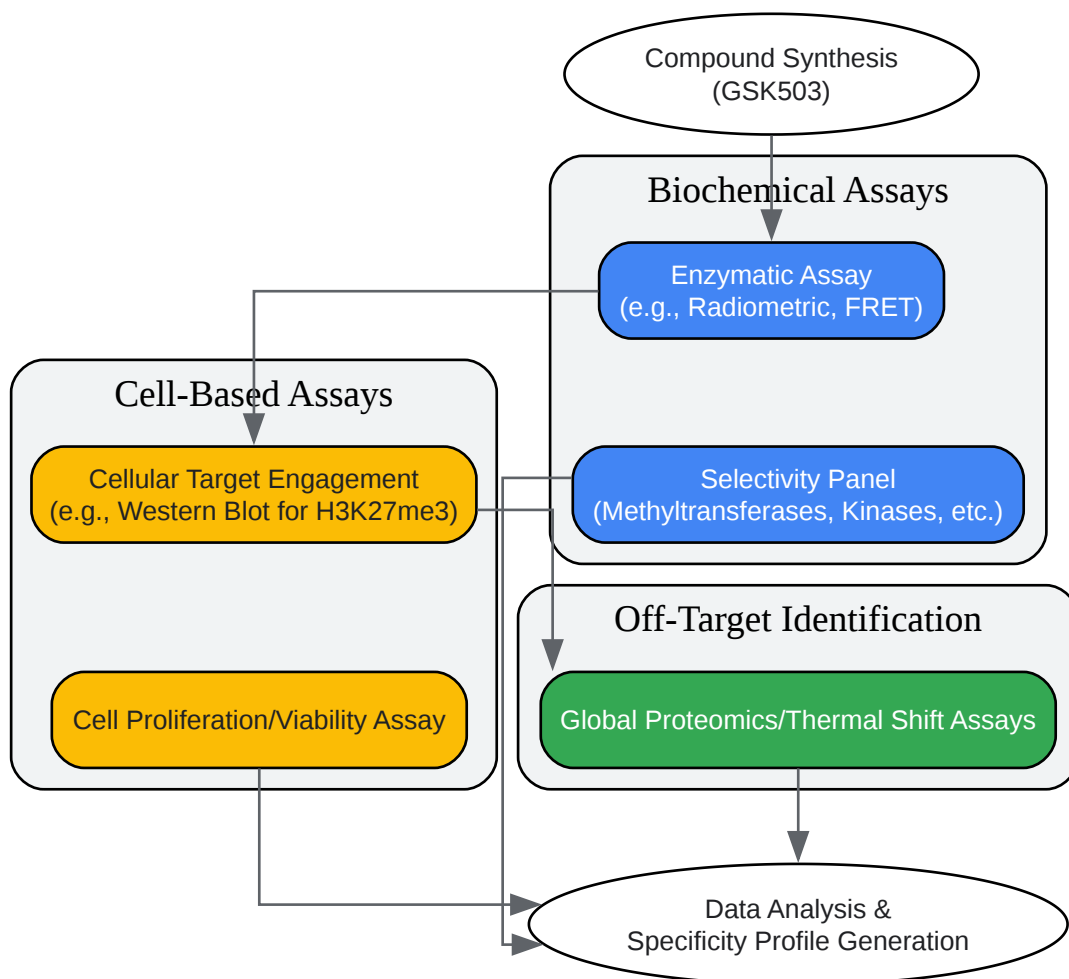 Compound Synthesis
(GSK503)
Biochemical Assays
Enzymatic Assay
(e.g., Radiometric, FRET)
Cell-Based Assays
Cellular Target Engagement
(e.g., Western Blot for H3K27me3)
Selectivity Panel
(Methyltransferases, Kinases, etc.)
Off-Target Identification
Cell Proliferation/Viability Assay
Global Proteomics/Thermal Shift Assays
Data Analysis &
Specificity Profile Generation